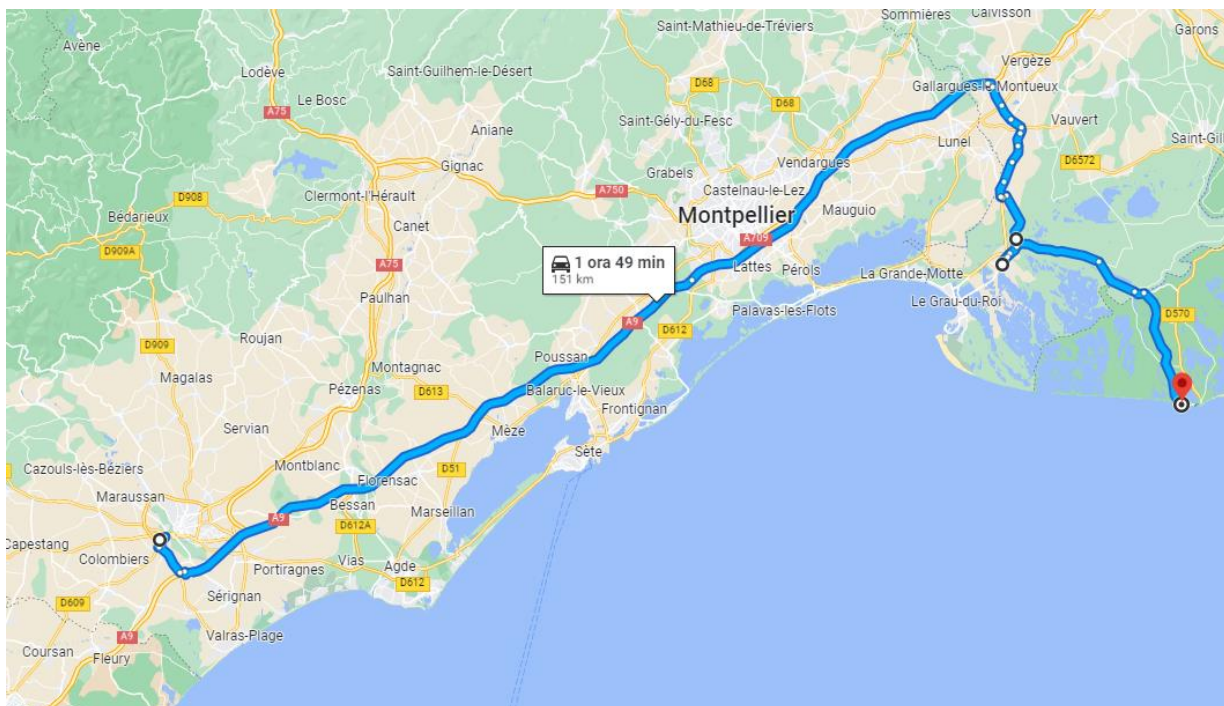 Avène
Lodève
Le Bosc
A75
Saint-Guilhem-le-Désert
Saint-Mathieu-de-Tréviers
Sommières
Calvisson
Garons
Vergèze
Gallargues-le-Montueux
D68
D68
Saint-Gély-du-Fesc
Aniane
Gignac
Grabels
Vendargues
Lunel
Vauvert
Saint-Gil
D6572
Clermont-l'Hérault
D908
A750
Castelnau-le-Lez
Bédarieux
Canet
Montpellier
Mauguio
A709
D909A
A75
1 ora 49 min
151 km
Lattes
Pérols
La Grande-Motte
Le Grau-du-Roi
Paulhan
Palavas-les-Flots
D570
A9
D612
Roujan
D909
Poussan
Magalas
Montagnac
Pézenas
D613
Balaruc-le-Vieux
Frontignan
Servian
Mèze
Sète
Cazouls-lès-Béziers
Montblanc
D51
Florensac
Maraussan
Bessan
Marseillan
A9
D612A
Capestang
Colombiers
Portiragnes
Vias
Agde
D612
Sérignan
D609
A9
Valras-Plage
Coursan
Fleury